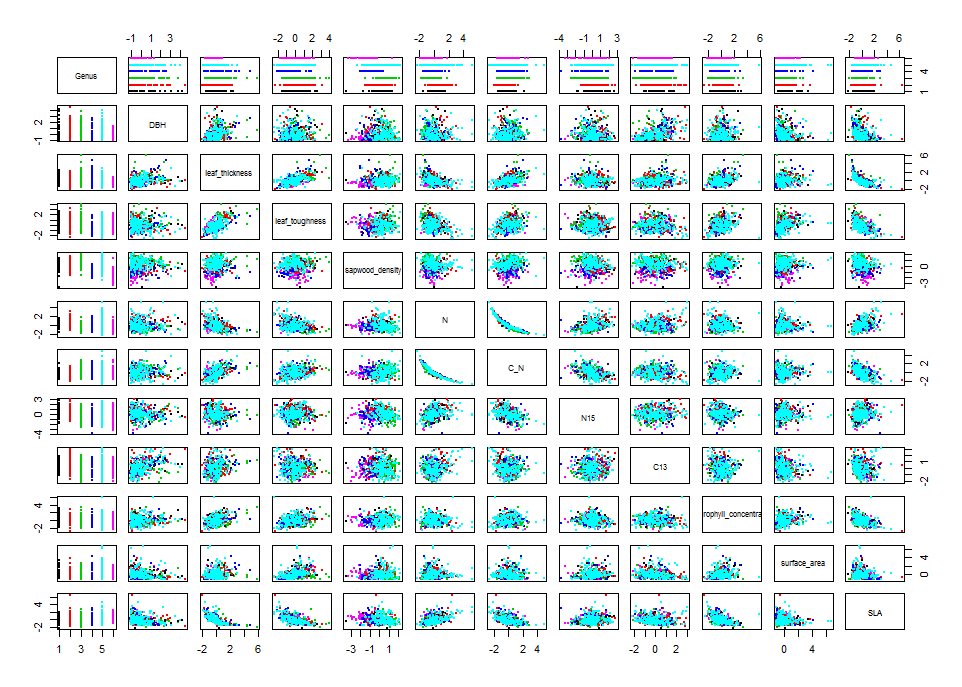 -1 1 3 -2 0 2 4 -2 0 2 4 -4 -1 1 3 -2 2 6
Genus
1 4
-1 2
DBH
leaf_thickness
-2 2 6
-2 2
leaf_toughness
sapwood_density
-3 0
-2 2
N
C_N
-2 2
-4 0 3
N15
C13
-2 1
-2 4
rophyll_concentra
surface_area
0 4
-2 4
SLA
1 3 5 -2 2 6 -3 -1 1 -2 2 4 -2 0 2 0 4